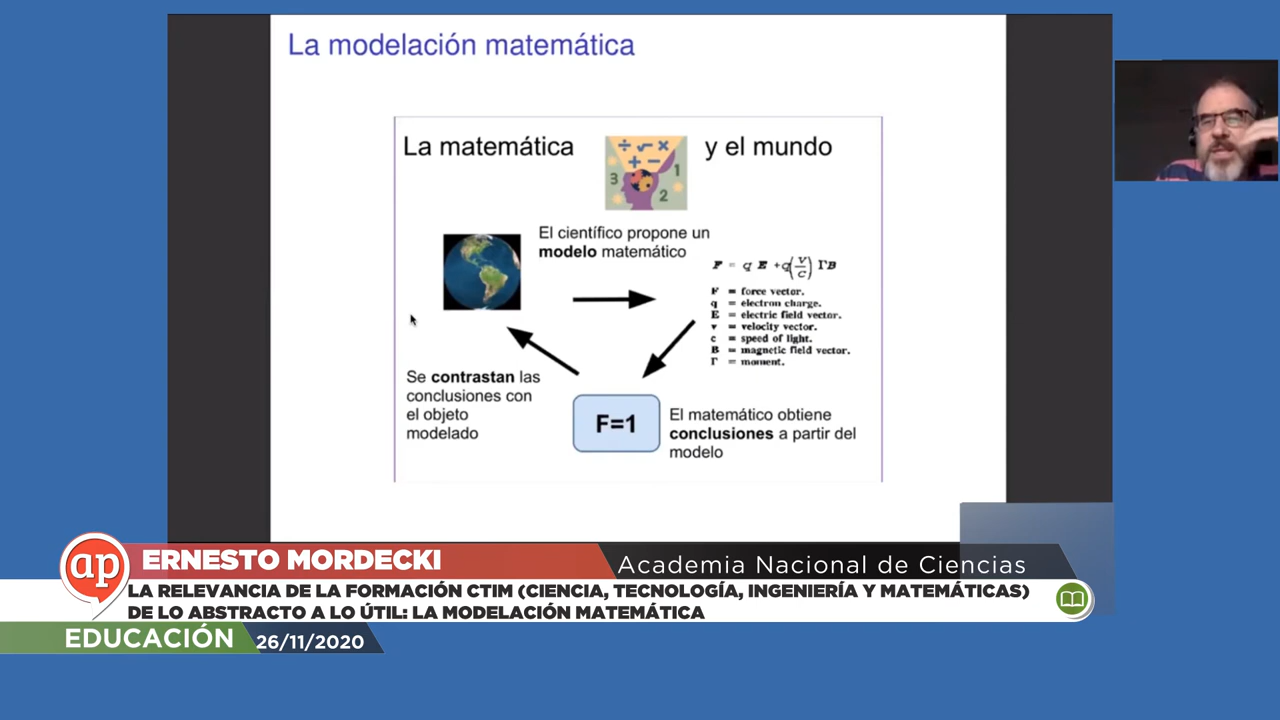 La modelación matemática
La matemática y el mundo
÷ √ ×
+ −
3 1
2
El científico propone un
modelo matemático
F = q E + q(v/c) ΓB
F = force vector.
q = electron charge.
E = electric field vector.
v = velocity vector.
c = speed of light.
B = magnetic field vector.
Γ = moment.
Se contrastan las
conclusiones con
el objeto
modelado
F=1
El matemático obtiene
conclusiones a partir del
modelo
ap
ERNESTO MORDECKI
Academia Nacional de Ciencias
LA RELEVANCIA DE LA FORMACIÓN CTIM (CIENCIA, TECNOLOGÍA, INGENIERÍA Y MATEMÁTICAS)
DE LO ABSTRACTO A LO ÚTIL: LA MODELACIÓN MATEMÁTICA
EDUCACIÓN 26/11/2020